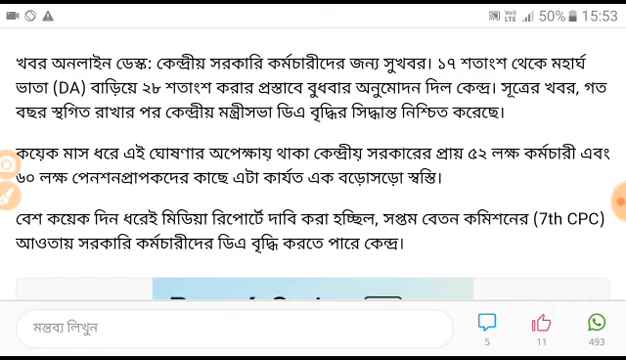 50% 15:53
খবর অনলাইন ডেস্ক: কেন্দ্রীয় সরকারি কর্মচারীদের জন্য সুখবর। ১৭ শতাংশ থেকে মহার্ঘ
ভাতা (DA) বাড়িয়ে ২৮ শতাংশ করার প্রস্তাবে বুধবার অনুমোদন দিল কেন্দ্র। সূত্রের খবর, গত
বছর স্থগিত রাখার পর কেন্দ্রীয় মন্ত্রীসভা ডিএ বৃদ্ধির সিদ্ধান্ত নিশ্চিত করেছে।
কয়েক মাস ধরে এই ঘোষণার অপেক্ষায় থাকা কেন্দ্রীয় সরকারের প্রায় ৫২ লক্ষ কর্মচারী এবং
৬০ লক্ষ পেনশনপ্রাপকদের কাছে এটা কার্যত এক বড়োসড়ো স্বস্তি।
বেশ কয়েক দিন ধরেই মিডিয়া রিপোর্টে দাবি করা হচ্ছিল, সপ্তম বেতন কমিশনের (7th CPC)
আওতায় সরকারি কর্মচারীদের ডিএ বৃদ্ধি করতে পারে কেন্দ্র।
মন্তব্য লিখুন
5 11 493